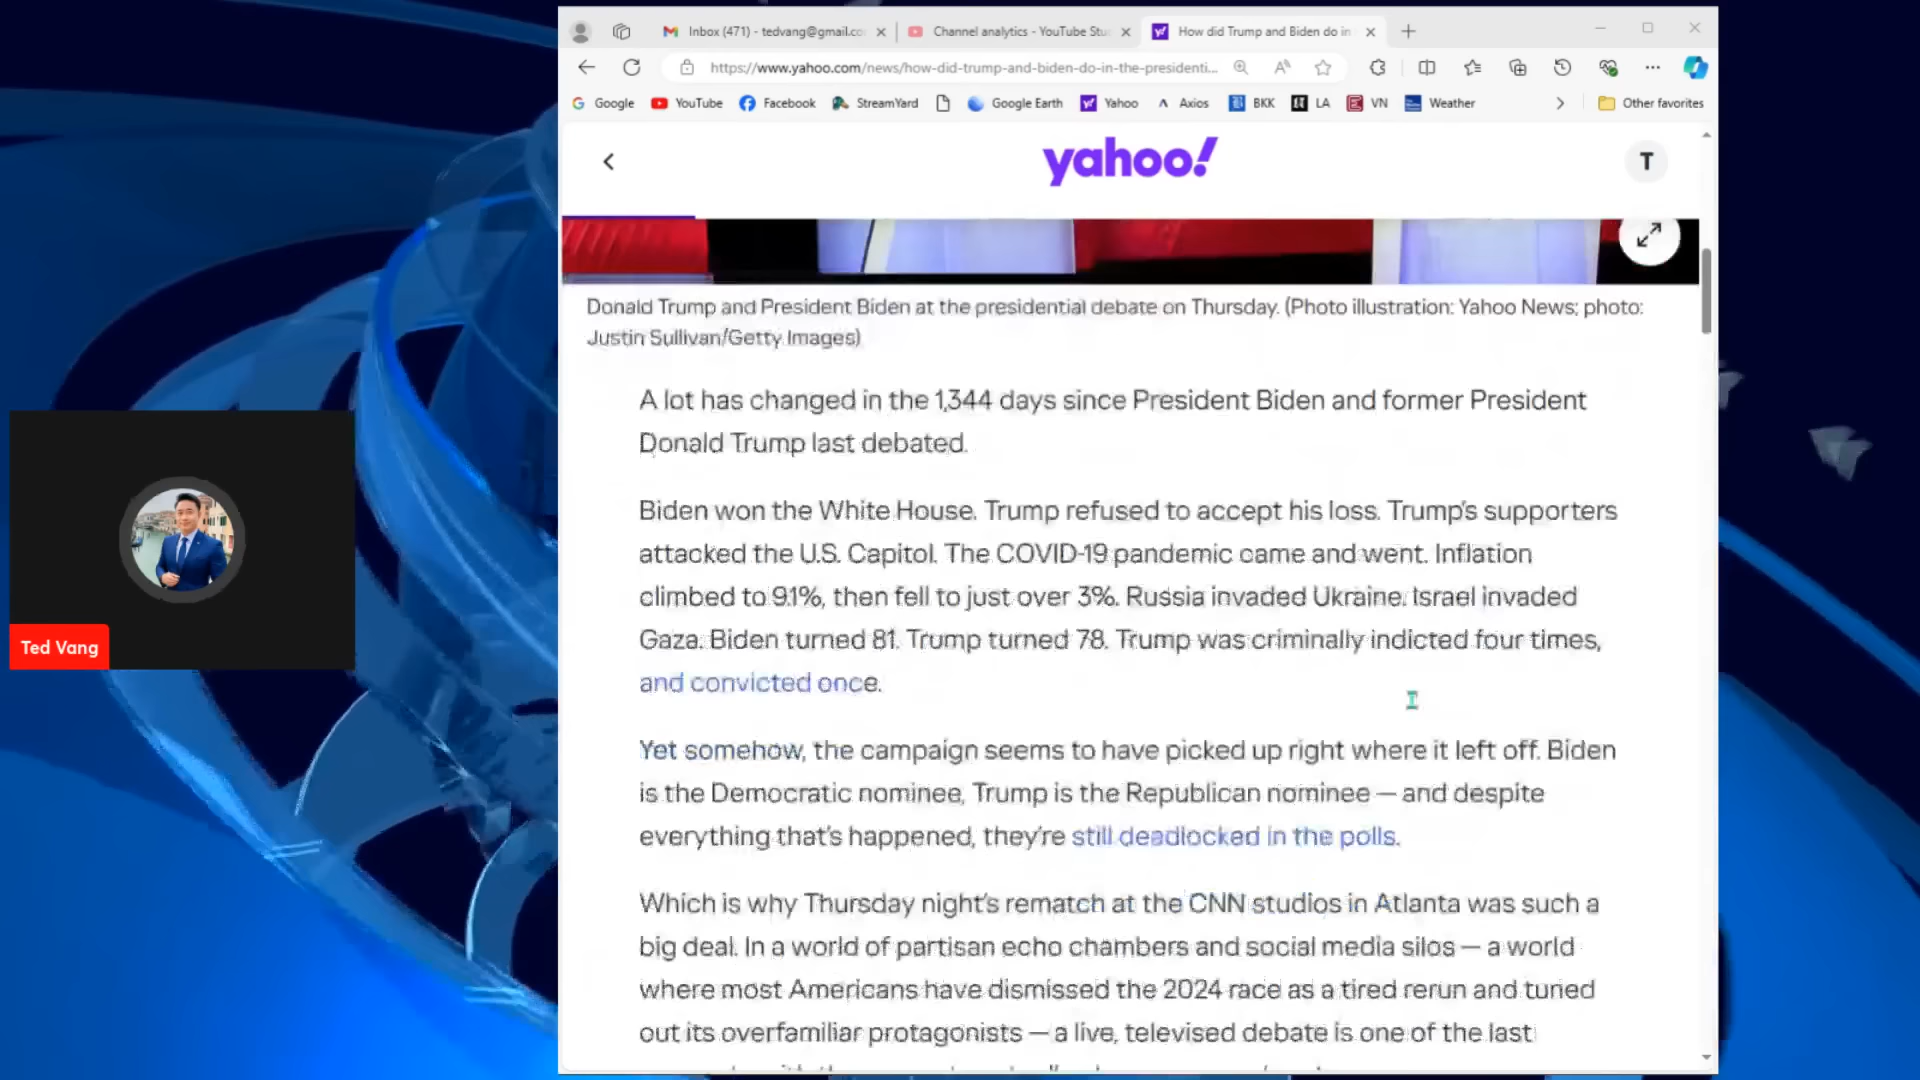 Inbox (471) - tedvang@gmail.co
Channel analytics - YouTube Stu
How did Trump and Biden do in
https://www.yahoo.com/news/how-did-trump-and-biden-do-in-the-presidenti...
Google
YouTube
Facebook
StreamYard
Google Earth
Yahoo
Axios
BKK
LA
VN
Weather
Other favorites
yahoo!
T
Donald Trump and President Biden at the presidential debate on Thursday. (Photo illustration: Yahoo News; photo:
Justin Sullivan/Getty Images)
A lot has changed in the 1,344 days since President Biden and former President
Donald Trump last debated.
Biden won the White House. Trump refused to accept his loss. Trump's supporters
attacked the U.S. Capitol. The COVID-19 pandemic came and went. Inflation
climbed to 9.1%, then fell to just over 3%. Russia invaded Ukraine. Israel invaded
Gaza. Biden turned 81. Trump turned 78. Trump was criminally indicted four times,
and convicted once.
Yet somehow, the campaign seems to have picked up right where it left off. Biden
is the Democratic nominee, Trump is the Republican nominee — and despite
everything that's happened, they're still deadlocked in the polls.
Which is why Thursday night's rematch at the CNN studios in Atlanta was such a
big deal. In a world of partisan echo chambers and social media silos — a world
where most Americans have dismissed the 2024 race as a tired rerun and tuned
out its overfamiliar protagonists — a live, televised debate is one of the last
Ted Vang